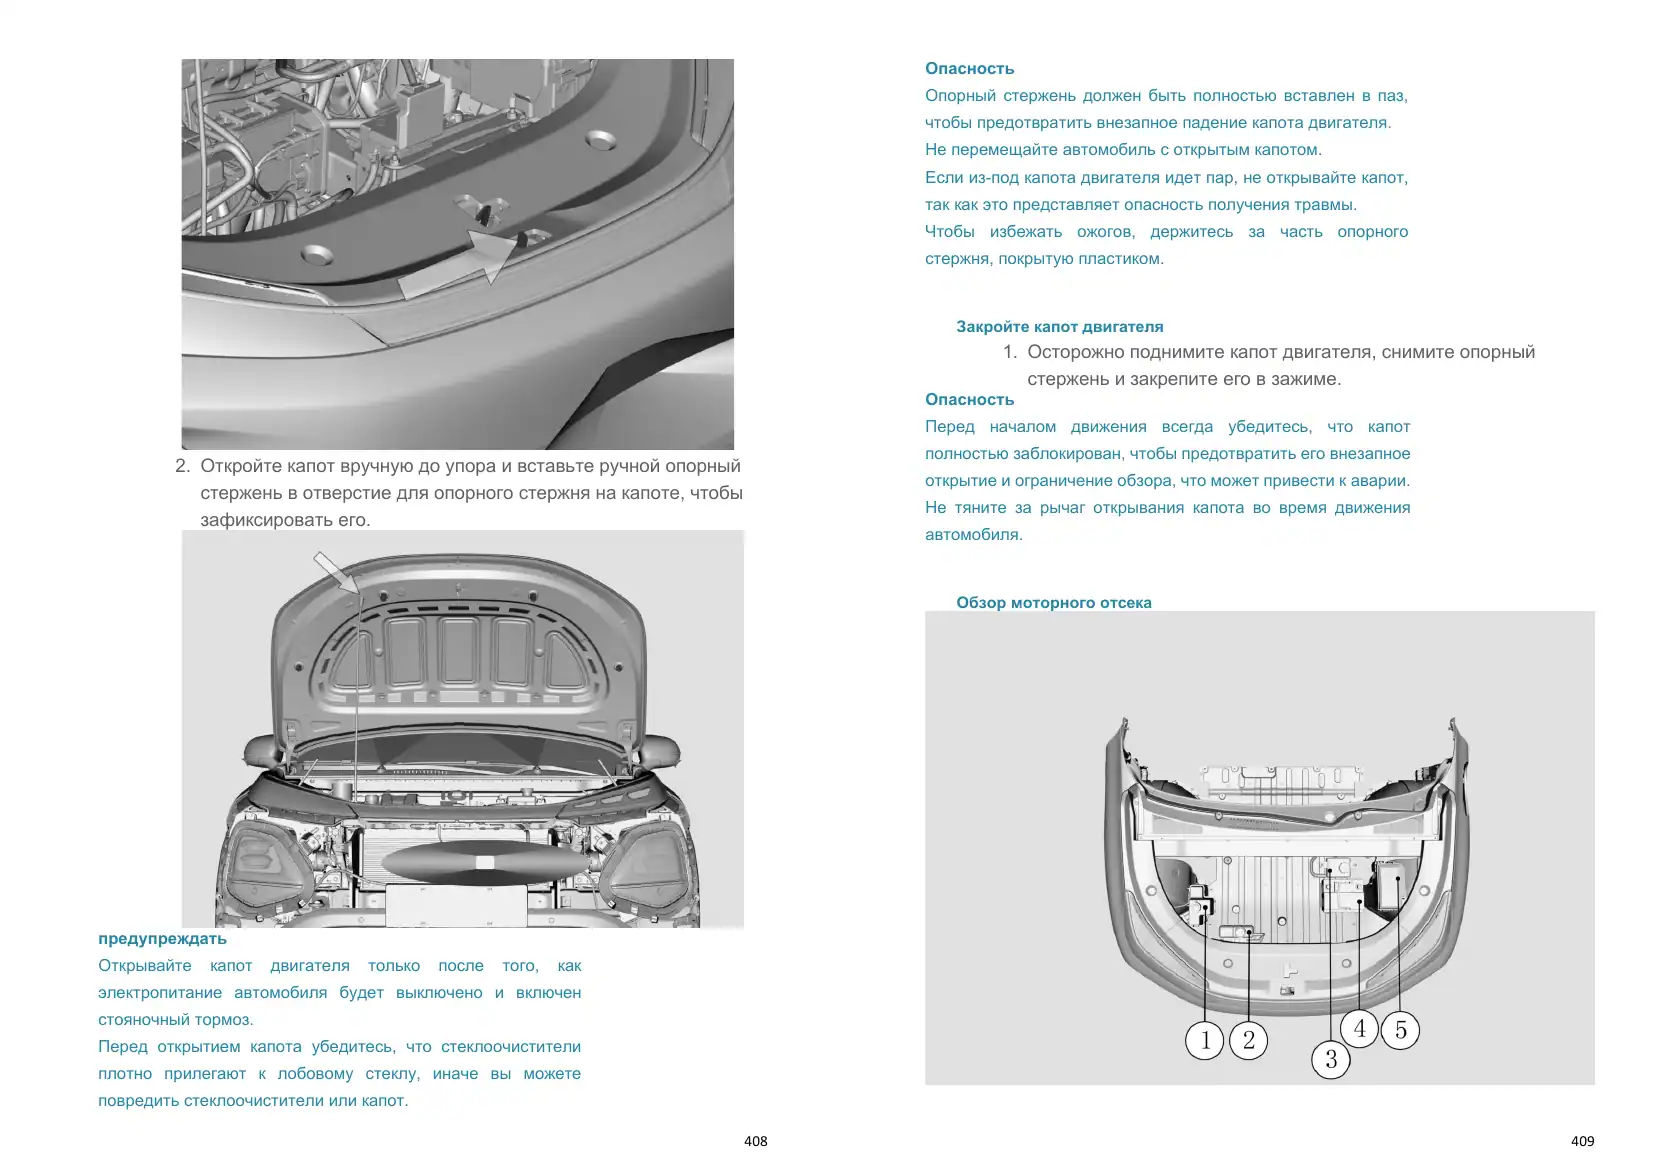 2. Откройте капот вручную до упора и вставьте ручной опорный
стержень в отверстие для опорного стержня на капоте, чтобы
зафиксировать его.
предупреждать
Открывайте капот двигателя только после того, как
электропитание автомобиля будет выключено и включен
стояночный тормоз.
Перед открытием капота убедитесь, что стеклоочистители
плотно прилегают к лобовому стеклу, иначе вы можете
повредить стеклоочистители или капот.
408
Опасность
Опорный стержень должен быть полностью вставлен в паз,
чтобы предотвратить внезапное падение капота двигателя.
Не перемещайте автомобиль с открытым капотом.
Если из-под капота двигателя идет пар, не открывайте капот,
так как это представляет опасность получения травмы.
Чтобы избежать ожогов, держитесь за часть опорного
стержня, покрытую пластиком.
Закройте капот двигателя
1. Осторожно поднимите капот двигателя, снимите опорный
стержень и закрепите его в зажиме.
Опасность
Перед началом движения всегда убедитесь, что капот
полностью заблокирован, чтобы предотвратить его внезапное
открытие и ограничение обзора, что может привести к аварии.
Не тяните за рычаг открывания капота во время движения
автомобиля.
Обзор моторного отсека
1 2 3 4 5
409